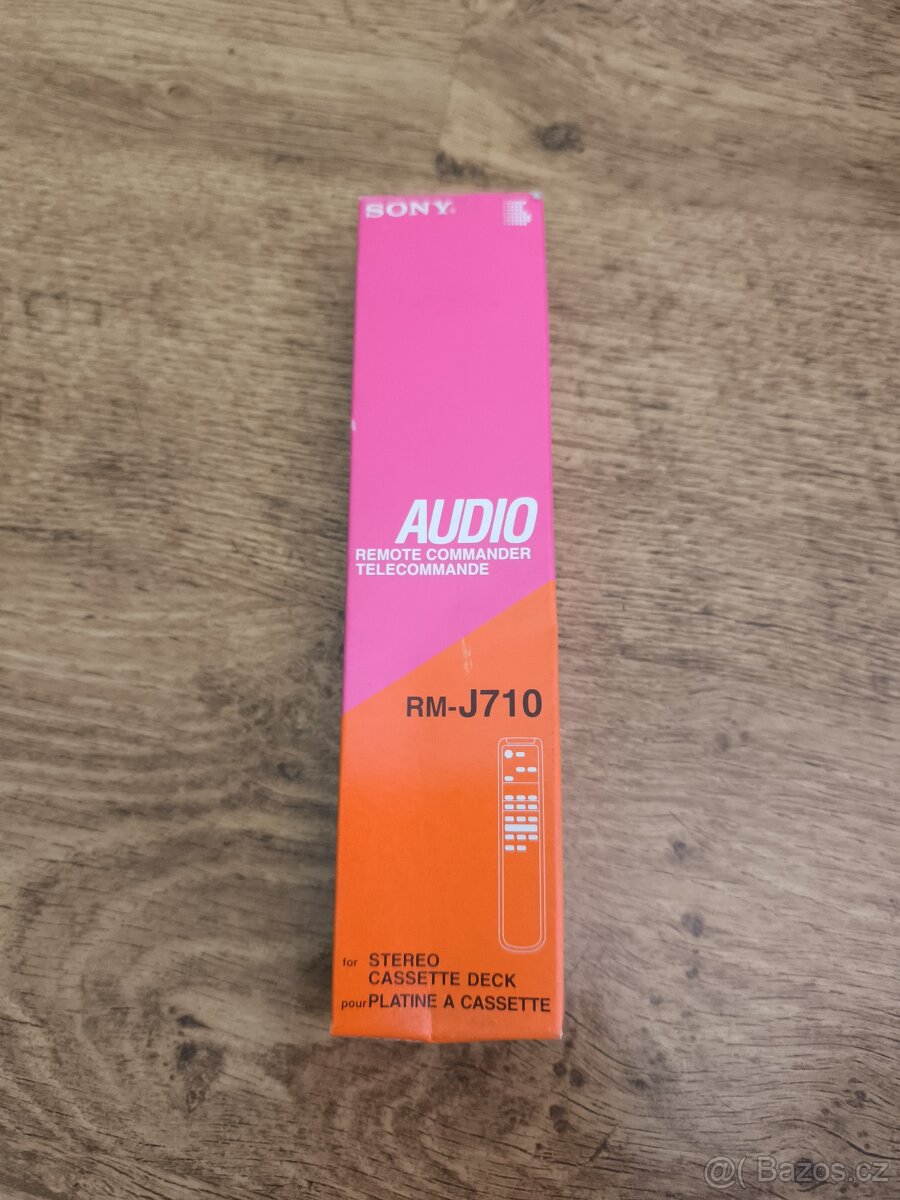 SONY
AUDIO
REMOTE COMMANDER
TELECOMMANDE
RM-J710
for STEREO
CASSETTE DECK
pour PLATINE A CASSETTE
@( Bazos.cz